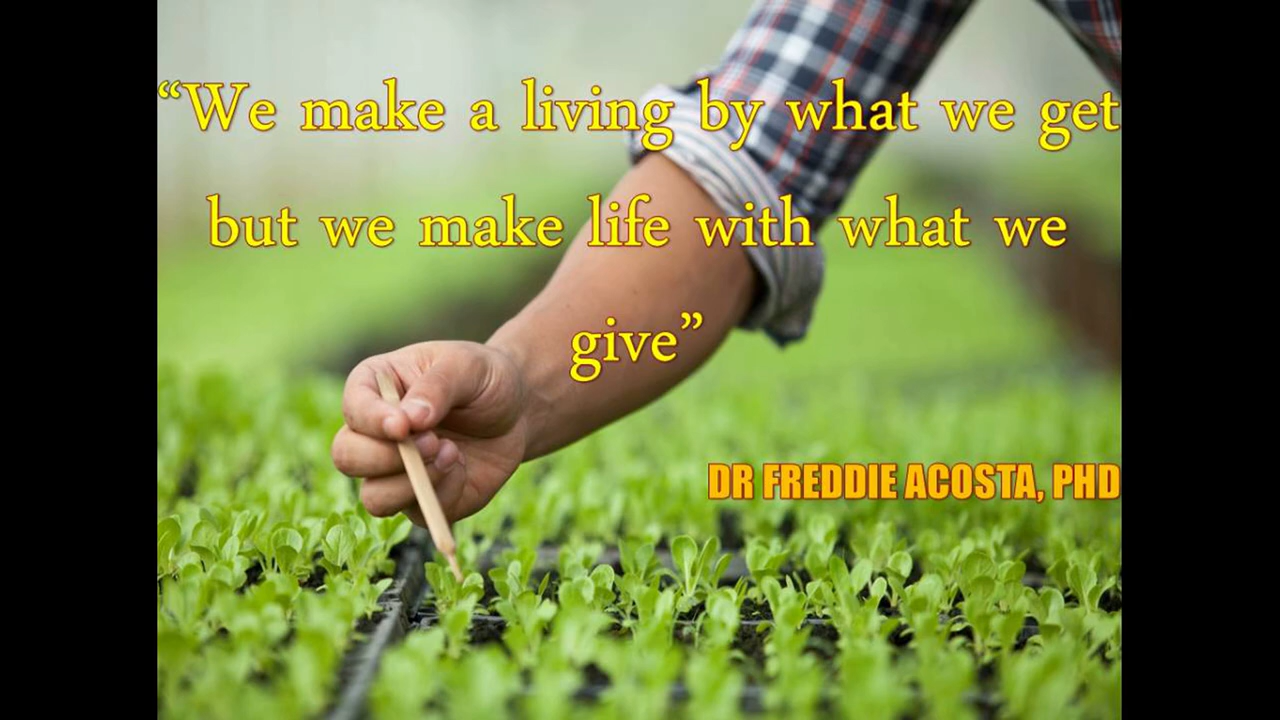 “We make a living by what we get
but we make life with what we
give”
DR FREDDIE ACOSTA, PHD